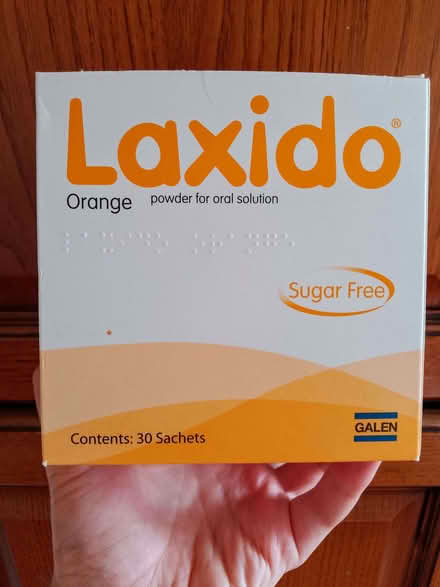 Laxido®
Orange powder for oral solution
Sugar Free
Contents: 30 Sachets
GALEN